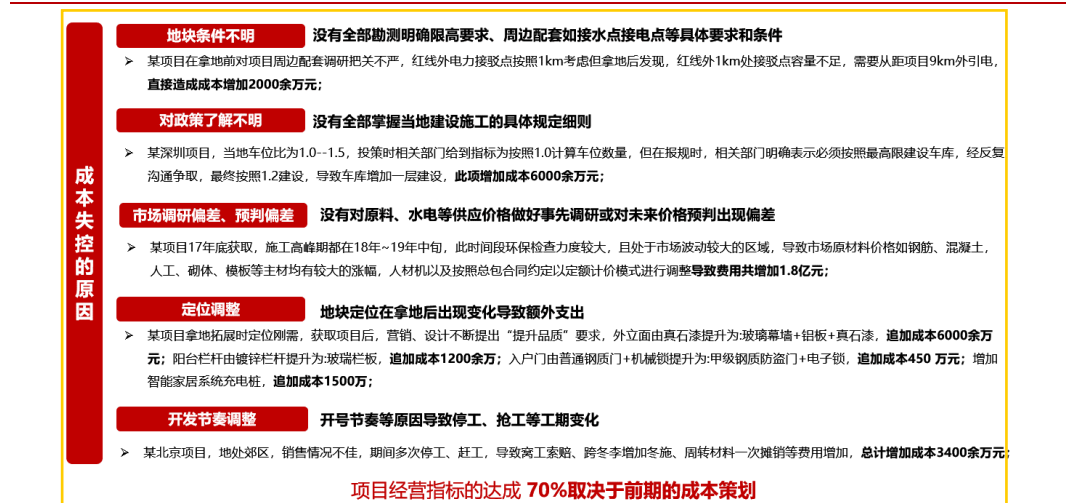 成本失控的原因
地块条件不明 没有全部勘测明确限高要求、周边配套如接水点接电点等具体要求和条件
➢ 某项目在拿地前对项目周边配套调研把关不严，红线外电力接驳点按照1km考虑但拿地后发现，红线外1km处接驳点容量不足，需要从距项目9km外引电，
直接造成成本增加2000余万元；
对政策了解不明 没有全部掌握当地建设施工的具体规定细则
➢ 某深圳项目，当地车位比为1.0--1.5，投策时相关部门给到指标为按照1.0计算车位数量，但在报规时，相关部门明确表示必须按照最高限建设车库，经反复
沟通争取，最终按照1.2建设，导致车库增加一层建设，此项增加成本6000余万元；
市场调研偏差、预判偏差 没有对原料、水电等供应价格做好事先调研或对未来价格预判出现偏差
➢ 某项目17年底获取，施工高峰期都在18年~19年中旬，此时间段环保检查力度较大，且处于市场波动较大的区域，导致市场原材料价格如钢筋、混凝土，
人工、砌体、模板等主材均有较大的涨幅，人材机以及按照总包合同约定以定额计价模式进行调整导致费用共增加1.8亿元；
定位调整 地块定位在拿地后出现变化导致额外支出
➢ 某项目拿地拓展时定位刚需，获取项目后，营销、设计不断提出“提升品质”要求，外立面由真石漆提升为:玻璃幕墙+铝板+真石漆，追加成本6000余万
元；阳台栏杆由镀锌栏杆提升为:玻瑞栏板，追加成本1200余万；入户门由普通钢质门+机械锁提升为:甲级钢质防盗门+电子锁，追加成本450 万元；增加
智能家居系统充电桩，追加成本1500万；
开发节奏调整 开号节奏等原因导致停工、抢工等工期变化
➢ 某北京项目，地处郊区，销售情况不佳，期间多次停工、赶工，导致窝工索赔、跨冬李增加冬施、周转材料一次摊销等费用增加，总计增加成本3400余万元；
项目经营指标的达成 70%取决于前期的成本策划